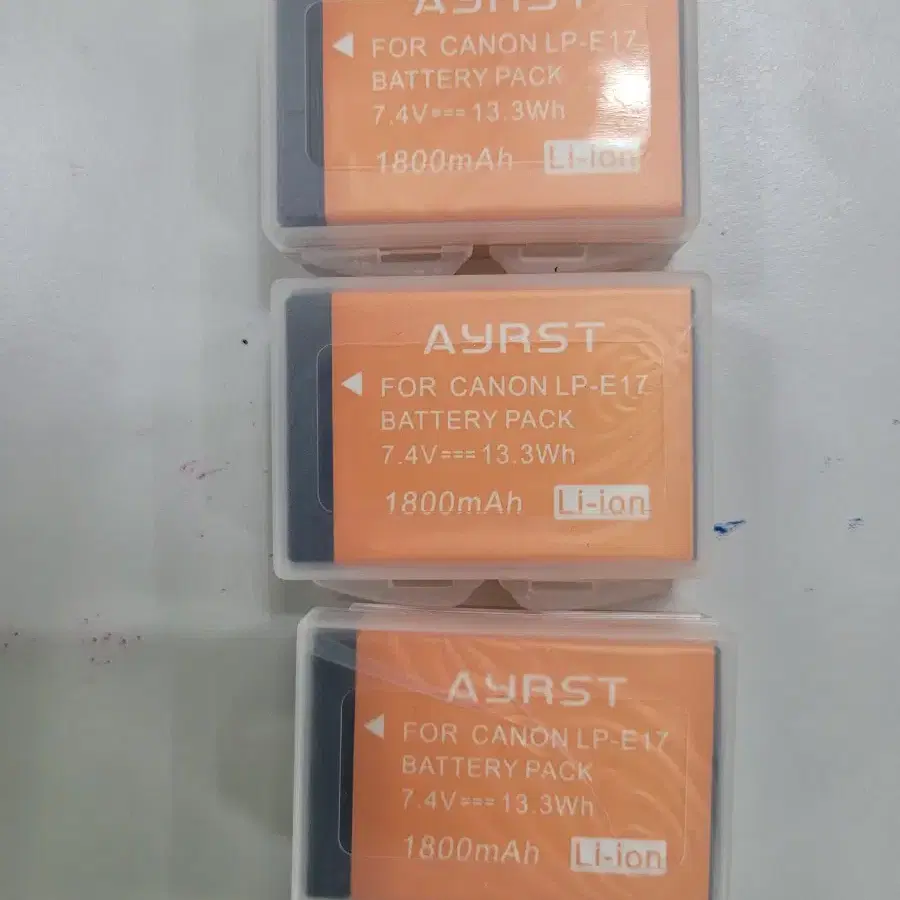 AYRST
FOR CANON LP-E17
BATTERY PACK
7.4V⎓13.3Wh
1800mAh Li-ion
AYRST
FOR CANON LP-E17
BATTERY PACK
7.4V⎓13.3Wh
1800mAh Li-ion
AYRST
FOR CANON LP-E17
BATTERY PACK
7.4V⎓13.3Wh
1800mAh Li-ion